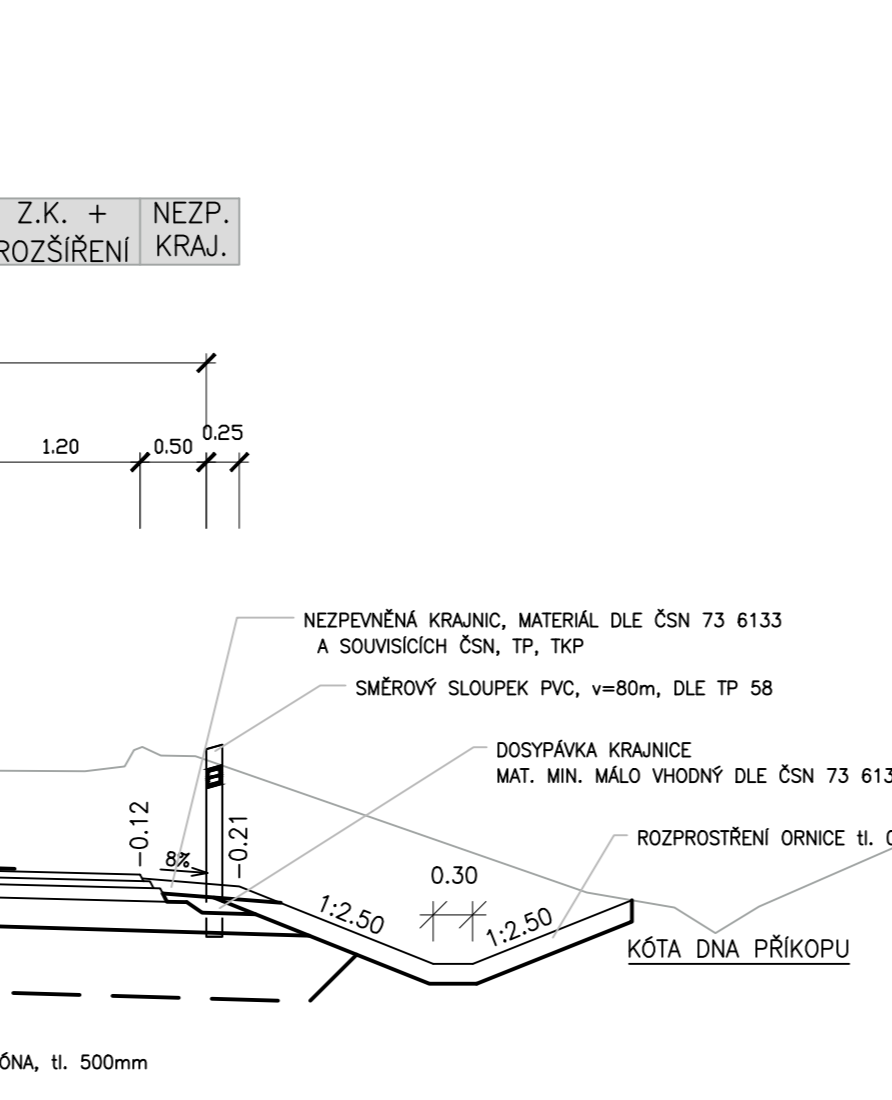 Z.K. +
ROZŠÍŘENÍ
NEZP.
KRAJ.
1.20
0.50
0.25
NEZPEVNĚNÁ KRAJNIC, MATERIÁL DLE ČSN 73 6133
A SOUVISÍCÍCH ČSN, TP, TKP
SMĚROVÝ SLOUPEK PVC, v=80m, DLE TP 58
DOSYPÁVKA KRAJNICE
MAT. MIN. MÁLO VHODNÝ DLE ČSN 73 613
-0.12
8%
-0.21
ROZPROSTŘENÍ ORNICE tl. 0
0.30
1:2.50
1:2.50
KÓTA DNA PŘÍKOPU
ÓNA, tl. 500mm